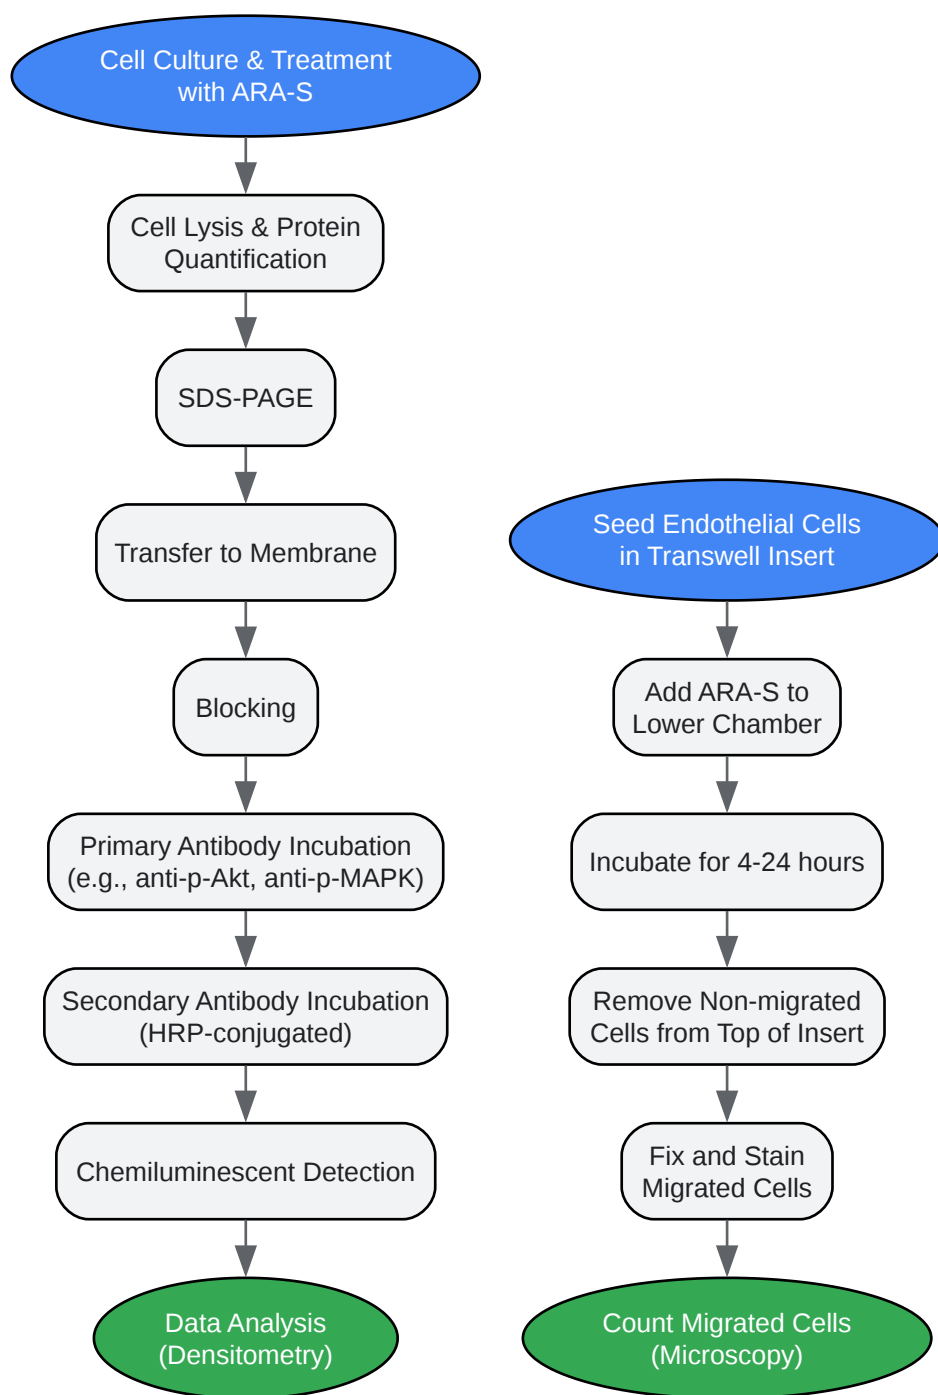 Cell Culture & Treatment
with ARA-S
Cell Lysis & Protein
Quantification
SDS-PAGE
Transfer to Membrane
Blocking
Primary Antibody Incubation
(e.g., anti-p-Akt, anti-p-MAPK)
Secondary Antibody Incubation
(HRP-conjugated)
Chemiluminescent Detection
Data Analysis
(Densitometry)
Seed Endothelial Cells
in Transwell Insert
Add ARA-S to
Lower Chamber
Incubate for 4-24 hours
Remove Non-migrated
Cells from Top of Insert
Fix and Stain
Migrated Cells
Count Migrated Cells
(Microscopy)